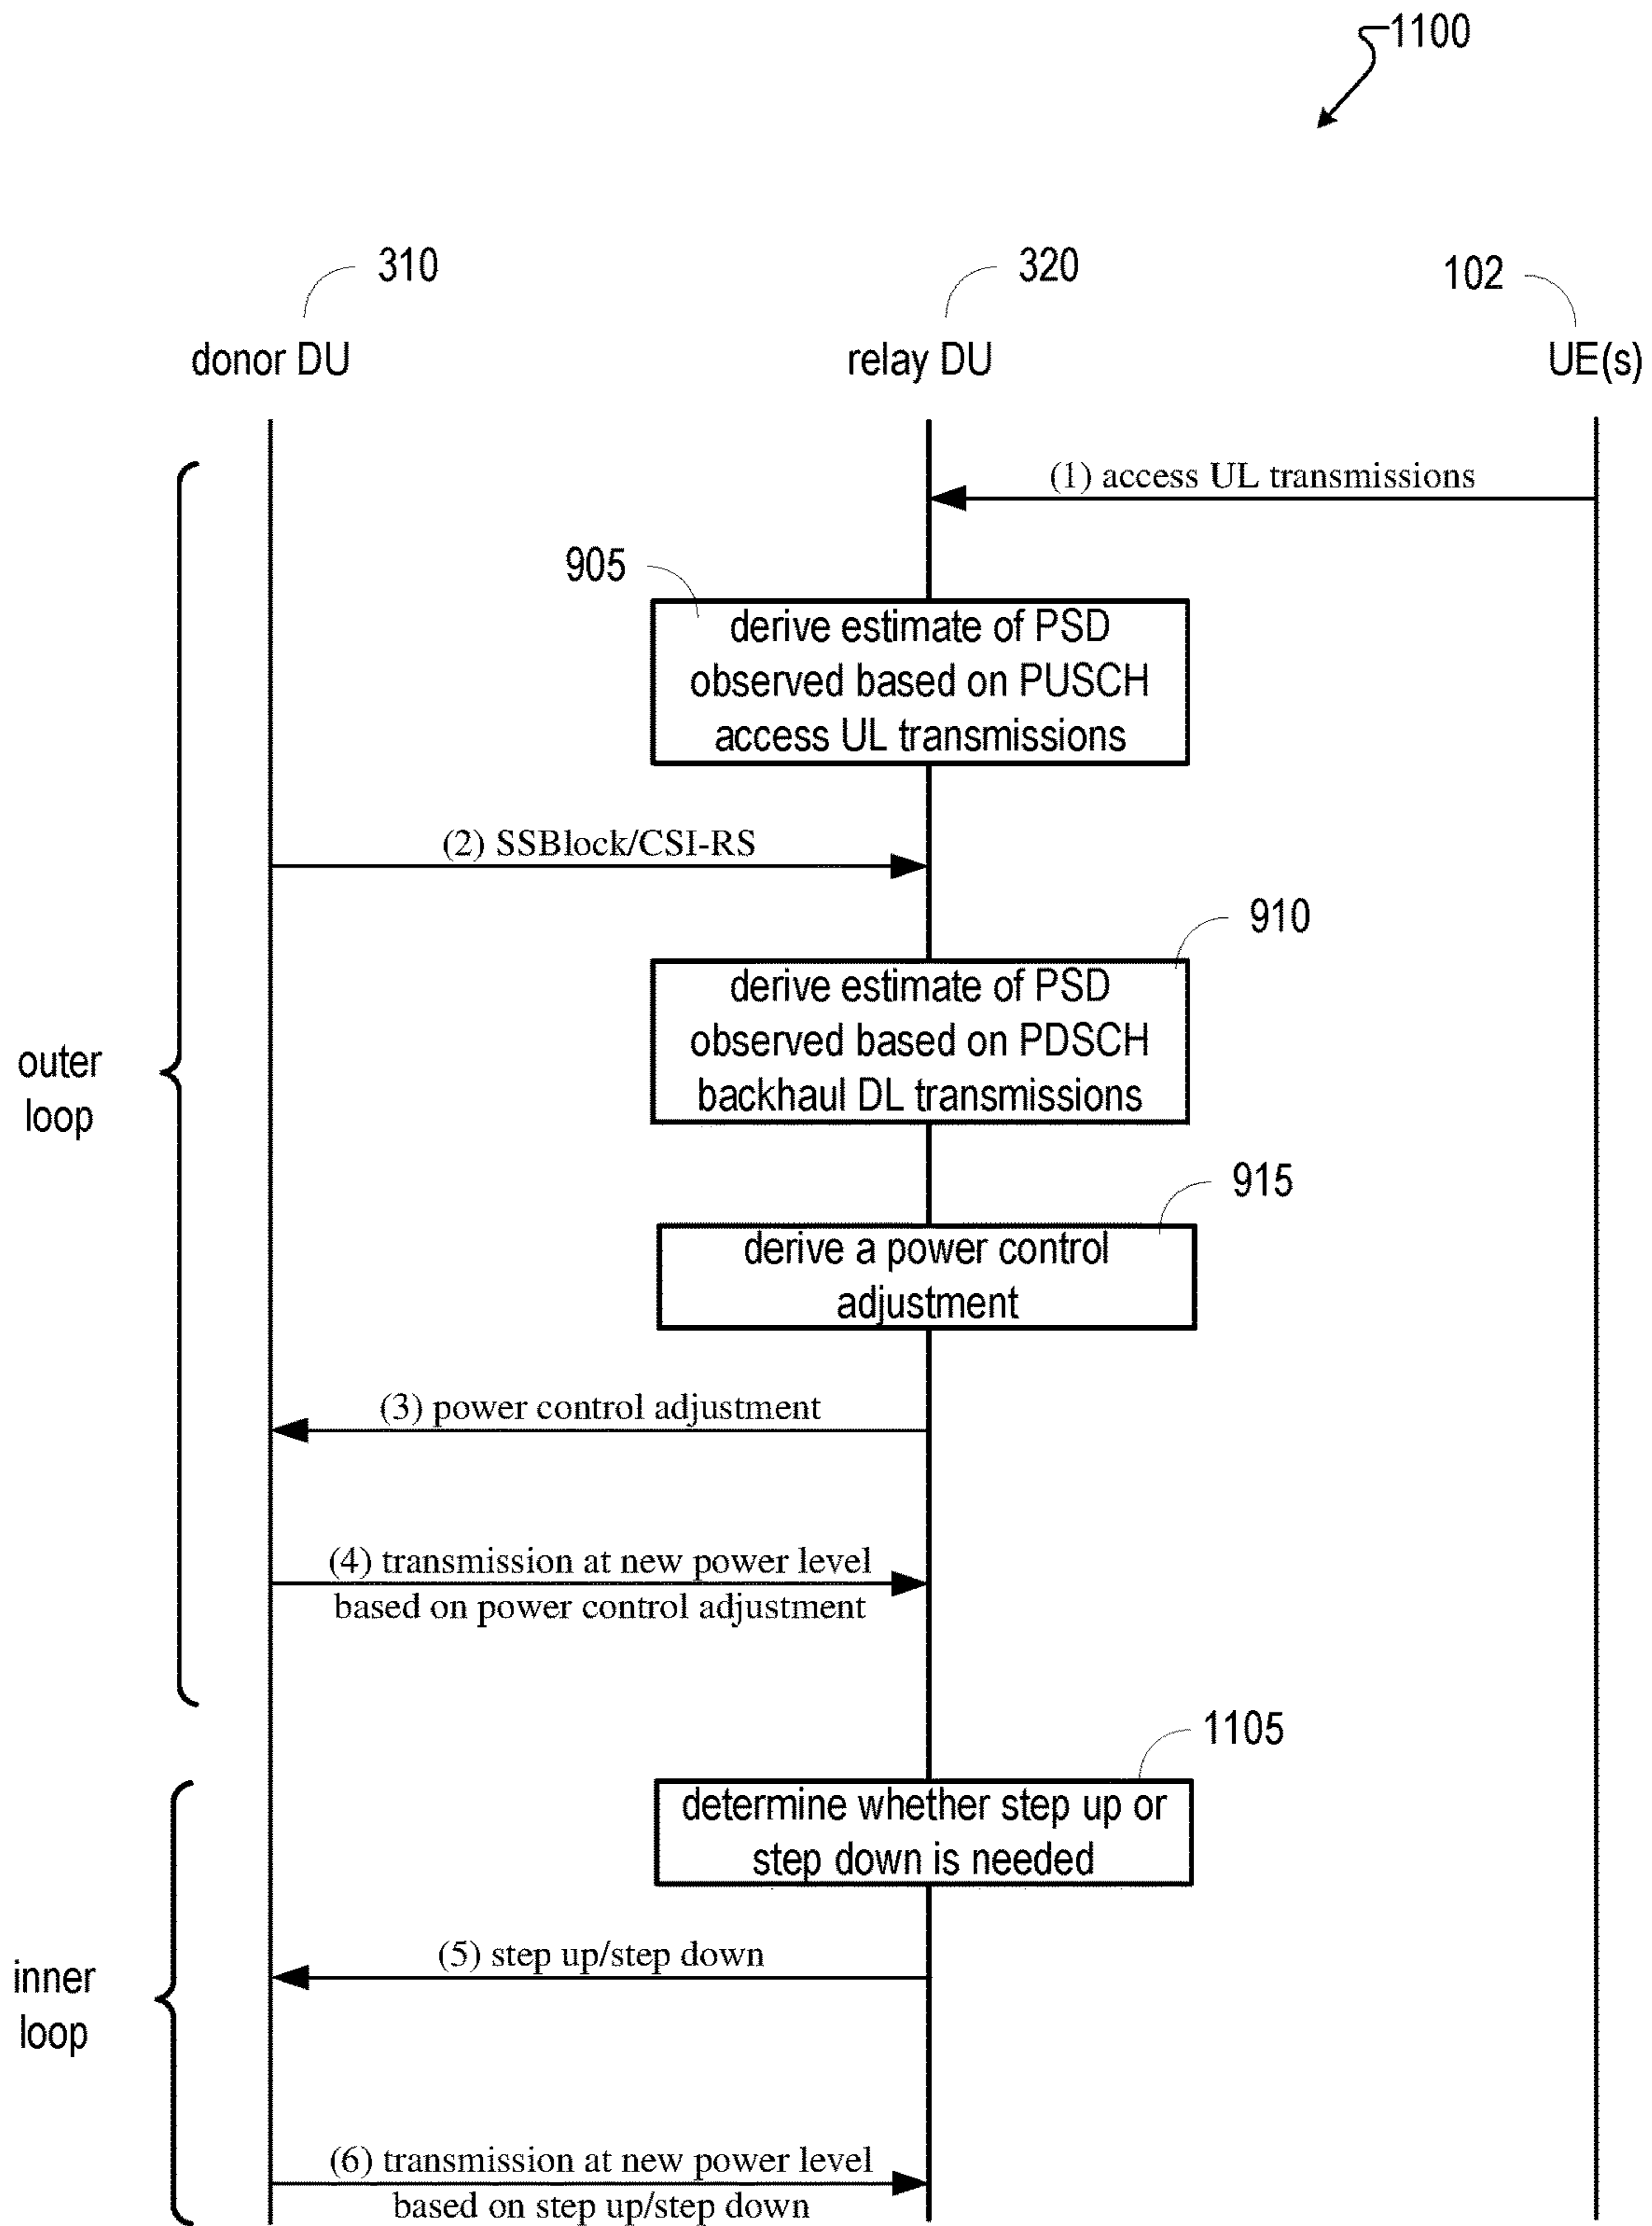 1100
310
320
102
donor DU
relay DU
UE(s)
(1) access UL transmissions
905
derive estimate of PSD
observed based on PUSCH
access UL transmissions
(2) SSBlock/CSI-RS
910
derive estimate of PSD
observed based on PDSCH
backhaul DL transmissions
outer
loop
915
derive a power control
adjustment
(3) power control adjustment
(4) transmission at new power level
based on power control adjustment
1105
determine whether step up or
step down is needed
(5) step up/step down
inner
loop
(6) transmission at new power level
based on step up/step down